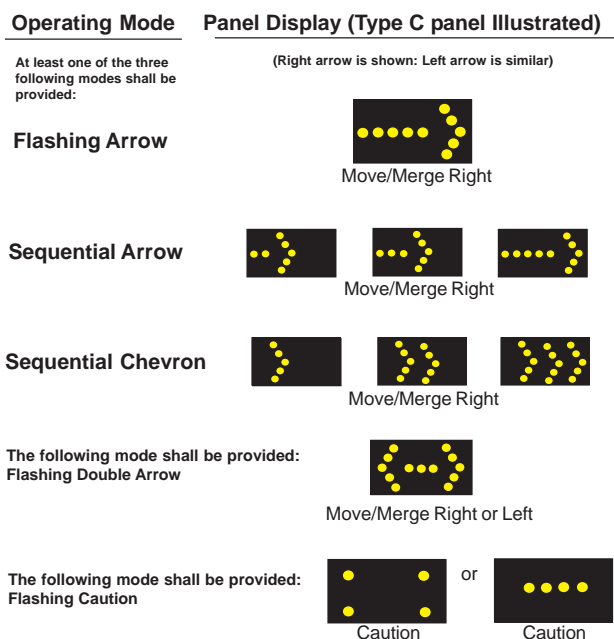 Operating Mode Panel Display (Type C panel Illustrated)
At least one of the three
following modes shall be
provided:
(Right arrow is shown: Left arrow is similar)
Flashing Arrow
Move/Merge Right
Sequential Arrow
Move/Merge Right
Sequential Chevron
Move/Merge Right
The following mode shall be provided:
Flashing Double Arrow
Move/Merge Right or Left
The following mode shall be provided:
Flashing Caution
or
Caution Caution